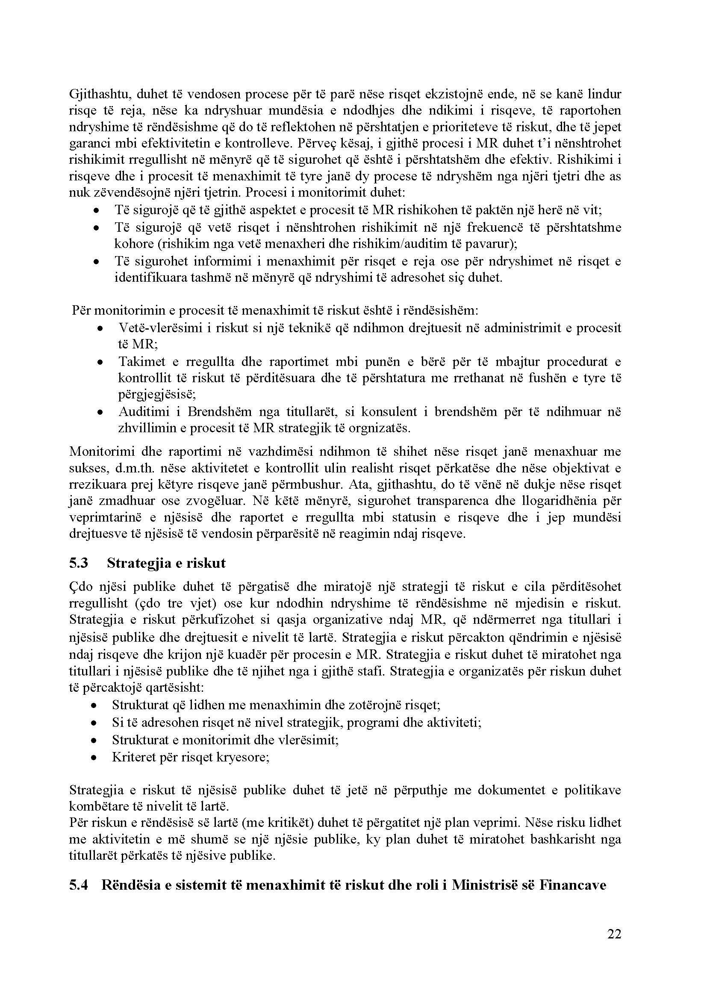 Gjithashtu, duhet të vendosen procese për të parë nëse risqet ekzistojnë ende, në se kanë lindur
risqe të reja, nëse ka ndryshuar mundësia e ndodhjes dhe ndikimi i risqeve, të raportohen
ndryshime të rëndësishme që do të reflektohen në përshtatjen e prioriteteve të riskut, dhe të jepet
garanci mbi efektivitetin e kontrolleve. Përveç kësaj, i gjithë procesi i MR duhet t’i nënshtrohet
rishikimit rregullisht në mënyrë që të sigurohet që është i përshtatshëm dhe efektiv. Rishikimi i
risqeve dhe i procesit të menaxhimit të tyre janë dy procese të ndryshëm nga njëri tjetri dhe as
nuk zëvendësojnë njëri tjetrin. Procesi i monitorimit duhet:
• Të sigurojë që të gjithë aspektet e procesit të MR rishikohen të paktën një herë në vit;
• Të sigurojë që vetë risqet i nënshtrohen rishikimit në një frekuencë të përshtatshme
kohore (rishikim nga vetë menaxheri dhe rishikim/auditim të pavarur);
• Të sigurohet informimi i menaxhimit për risqet e reja ose për ndryshimet në risqet e
identifikuara tashmë në mënyrë që ndryshimi të adresohet siç duhet.
Për monitorimin e procesit të menaxhimit të riskut është i rëndësishëm:
• Vetë-vlerësimi i riskut si një teknikë që ndihmon drejtuesit në administrimit e procesit
të MR;
• Takimet e rregullta dhe raportimet mbi punën e bërë për të mbajtur procedurat e
kontrollit të riskut të përditësuara dhe të përshtatura me rrethanat në fushën e tyre të
përgjegjësisë;
• Auditimi i Brendshëm nga titullarët, si konsulent i brendshëm për të ndihmuar në
zhvillimin e procesit të MR strategjik të orgnizatës.
Monitorimi dhe raportimi në vazhdimësi ndihmon të shihet nëse risqet janë menaxhuar me
sukses, d.m.th. nëse aktivitetet e kontrollit ulin realisht risqet përkatëse dhe nëse objektivat e
rrezikuara prej këtyre risqeve janë përmbushur. Ata, gjithashtu, do të vënë në dukje nëse risqet
janë zmadhuar ose zvogëluar. Në këtë mënyrë, sigurohet transparenca dhe llogaridhënia për
veprimtarinë e njësisë dhe raportet e rregullta mbi statusin e risqeve dhe i jep mundësi
drejtuesve të njësisë të vendosin përparësitë në reagimin ndaj risqeve.
5.3 Strategjia e riskut
Çdo njësi publike duhet të përgatisë dhe miratojë një strategji të riskut e cila përditësohet
rregullisht (çdo tre vjet) ose kur ndodhin ndryshime të rëndësishme në mjedisin e riskut.
Strategjia e riskut përkufizohet si qasja organizative ndaj MR, që ndërmerret nga titullari i
njësisë publike dhe drejtuesit e nivelit të lartë. Strategjia e riskut përcakton qëndrimin e njësisë
ndaj risqeve dhe krijon një kuadër për procesin e MR. Strategjia e riskut duhet të miratohet nga
titullari i njësisë publike dhe të njihet nga i gjithë stafi. Strategjia e organizatës për riskun duhet
të përcaktojë qartësisht:
• Strukturat që lidhen me menaxhimin dhe zotërojnë risqet;
• Si të adresohen risqet në nivel strategjik, programi dhe aktiviteti;
• Strukturat e monitorimit dhe vlerësimit;
• Kriteret për risqet kryesore;
Strategjia e riskut të njësisë publike duhet të jetë në përputhje me dokumentet e politikave
kombëtare të nivelit të lartë.
Për riskun e rëndësisë së lartë (me kritikët) duhet të përgatitet një plan veprimi. Nëse risku lidhet
me aktivitetin e më shumë se një njësie publike, ky plan duhet të miratohet bashkarisht nga
titullarët përkatës të njësive publike.
5.4 Rëndësia e sistemit të menaxhimit të riskut dhe roli i Ministrisë së Financave
22